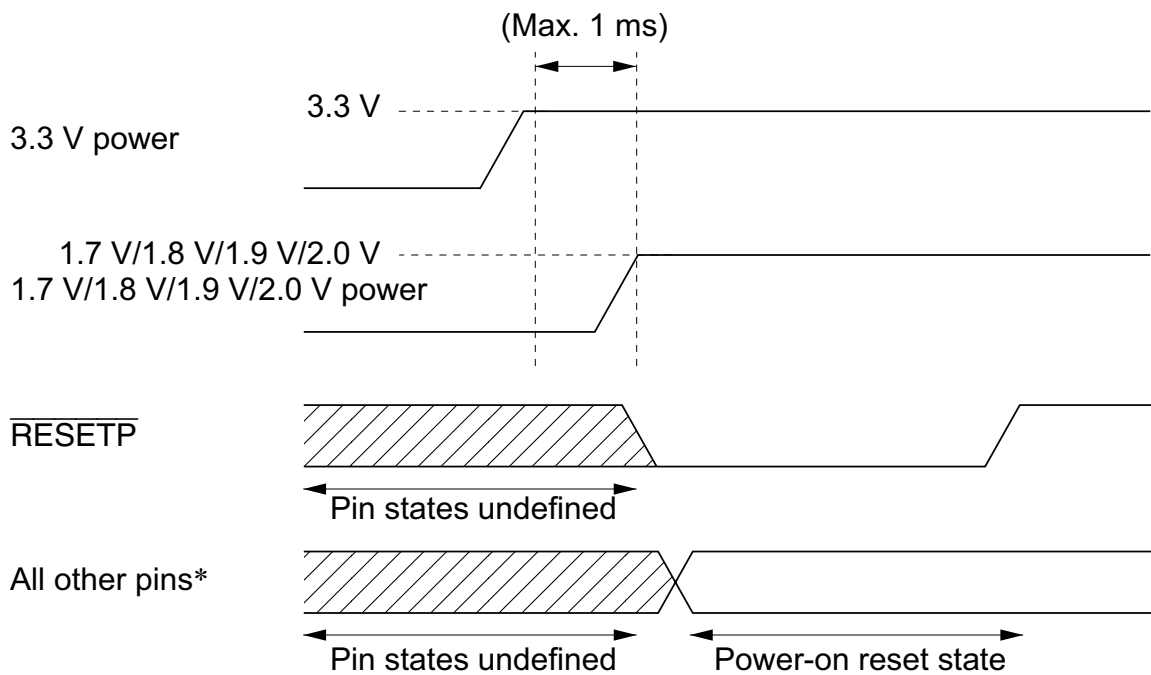 (Max. 1 ms)
3.3 V
3.3 V power
1.7 V/1.8 V/1.9 V/2.0 V
1.7 V/1.8 V/1.9 V/2.0 V power
RESETP
Pin states undefined
All other pins*
Pin states undefined
Power-on reset state